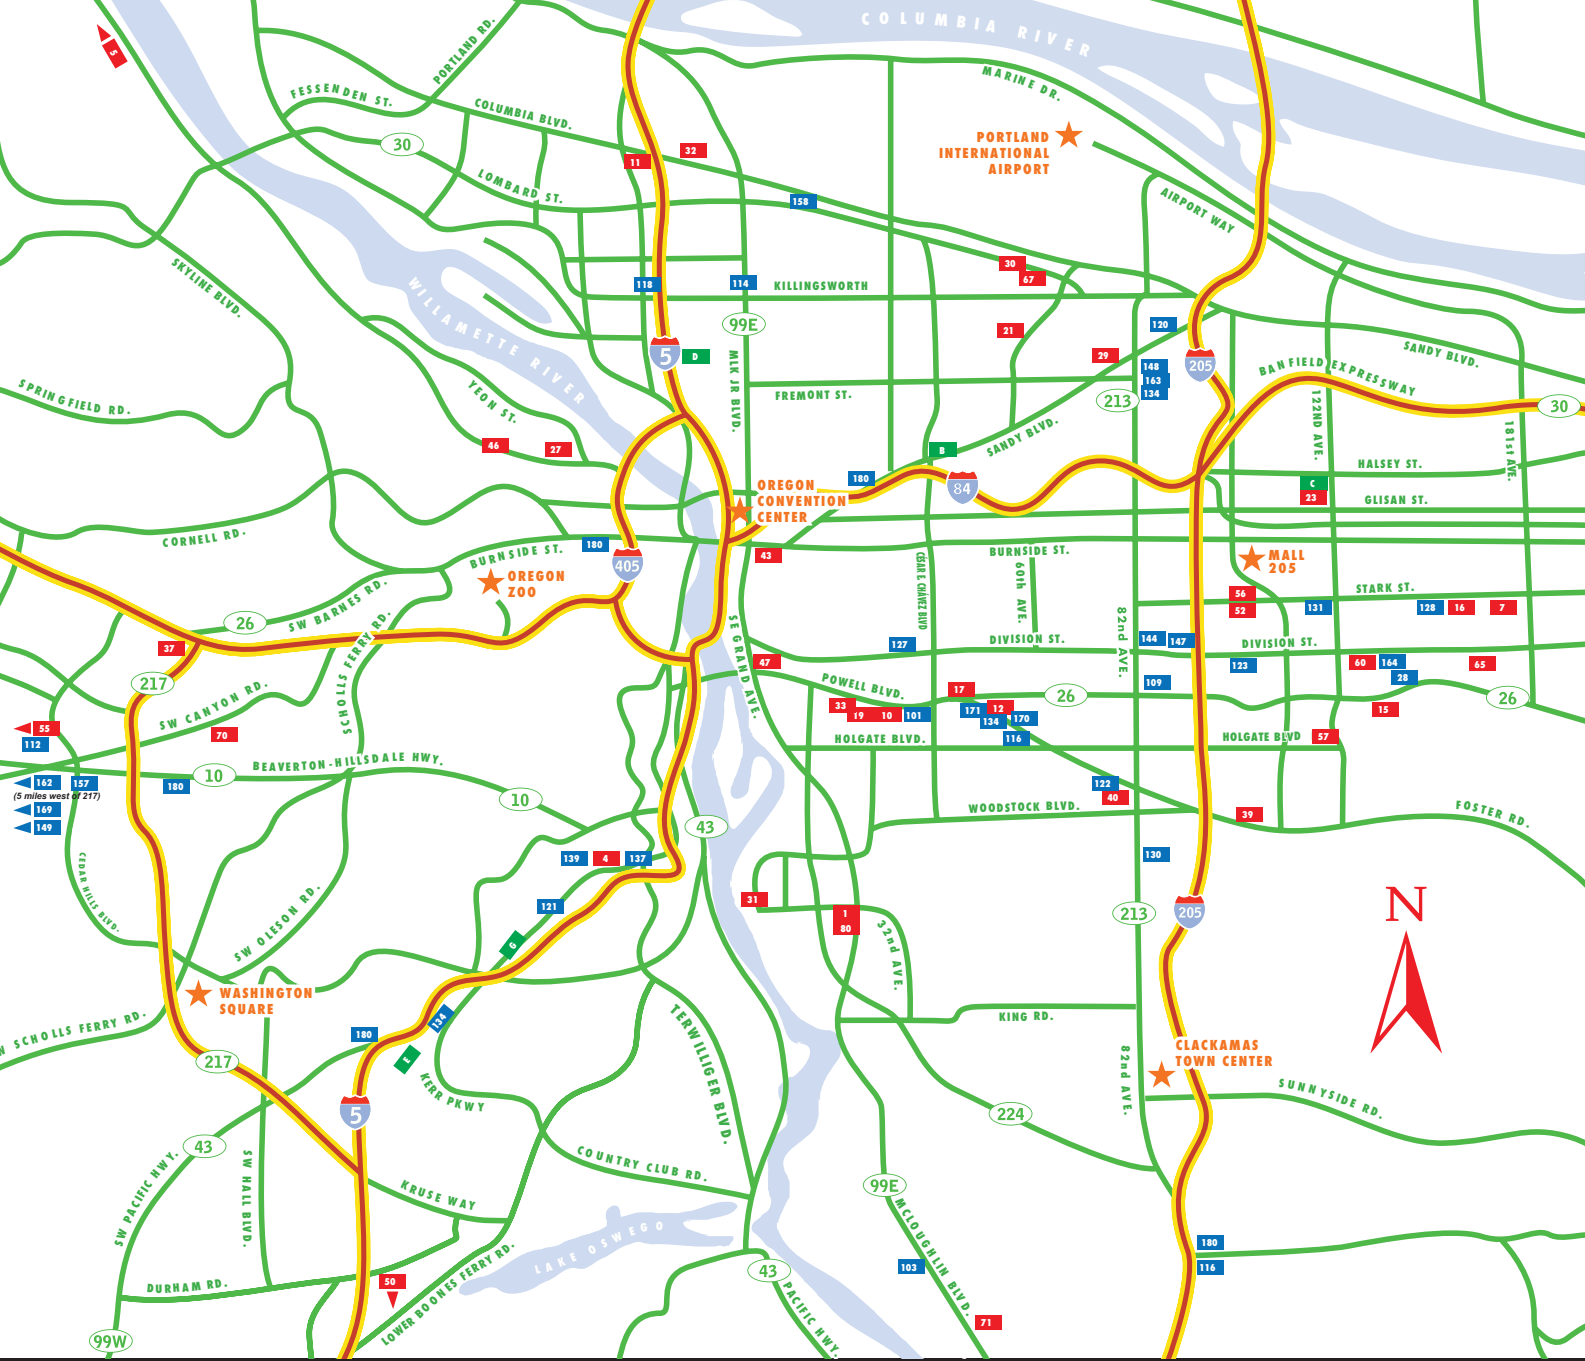 COLUMBIA RIVER
5
PORTLAND RD.
FESSENDEN ST.
COLUMBIA BLVD.
MARINE DR.
30
PORTLAND
INTERNATIONAL
AIRPORT
32
11
LOMBARD ST.
158
AIRPORT WAY
SKYLINE BLVD.
WILLAMETTE RIVER
118
114
KILLINGSWORTH
30
67
99E
21
120
29
5
D
205
148
163
134
SANDY BLVD.
BANFIELD EXPRESSWAY
SPRINGFIELD RD.
YEON ST.
MLK JR BLVD.
FREMONT ST.
213
30
122ND AVE.
181st AVE.
46
27
B
SANDY BLVD.
HALSEY ST.
180
84
C
23
GLISAN ST.
OREGON
CONVENTION
CENTER
CORNELL RD.
BURNSIDE ST.
180
405
43
BURNSIDE ST.
MALL
205
OREGON
ZOO
CÉSAR E. CHÁVEZ BLVD
60th AVE.
SW BARNES RD.
26
56
52
STARK ST.
131
128
16
7
82nd AVE.
SE GRAND AVE.
SCHOLLS FERRY RD.
37
127
DIVISION ST.
144
147
DIVISION ST.
47
123
60
164
28
65
217
SW CANYON RD.
POWELL BLVD.
17
26
109
26
33
19
10
101
171
12
134
170
116
15
55
112
70
HOLGATE BLVD.
HOLGATE BLVD
57
BEAVERTON-HILLSDALE HWY.
10
162
157
(5 miles west of 217)
180
10
122
40
169
149
WOODSTOCK BLVD.
39
FOSTER RD.
43
139
4
137
130
CEDAR HILLS BLVD.
31
1
80
121
213
205
N
SW OLESON RD.
G
32nd AVE.
WASHINGTON
SQUARE
134
TERWILLIGER BLVD.
KING RD.
SCHOLLS FERRY RD.
180
E
217
CLACKAMAS
TOWN CENTER
82nd AVE.
KERR PKWY
5
224
SUNNYSIDE RD.
43
SW PACIFIC HWY.
SW HALL BLVD.
COUNTRY CLUB RD.
KRUSE WAY
99E
MCLOUGHLIN BLVD.
LAKE OSWEGO
180
116
103
DURHAM RD.
50
LOWER BOONES FERRY RD.
43
PACIFIC HWY.
71
99W